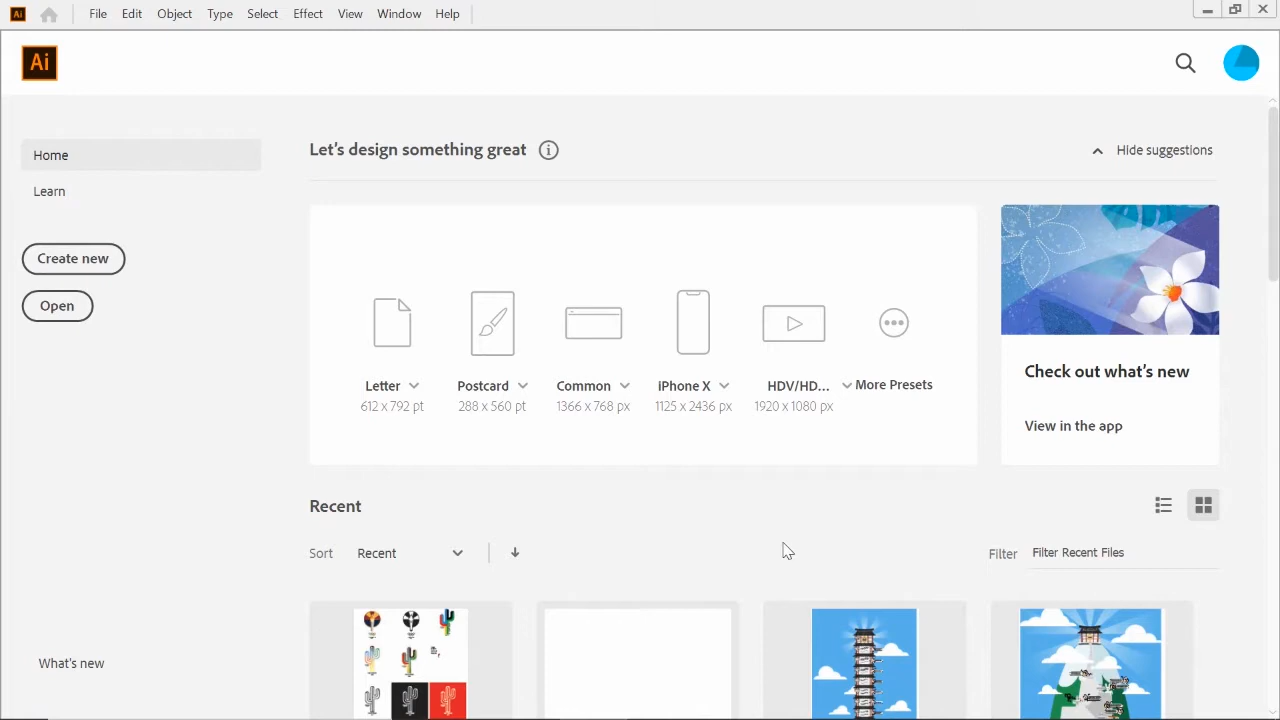 Ai File Edit Object Type Select Effect View Window Help
Ai
Home
Learn
Create new
Open
What's new
Let's design something great
Hide suggestions
Letter
612 x 792 pt
Postcard
288 x 560 pt
Common
1366 x 768 px
iPhone X
1125 x 2436 px
HDV/HD...
1920 x 1080 px
More Presets
Check out what's new
View in the app
Recent
Sort Recent
Filter Filter Recent Files